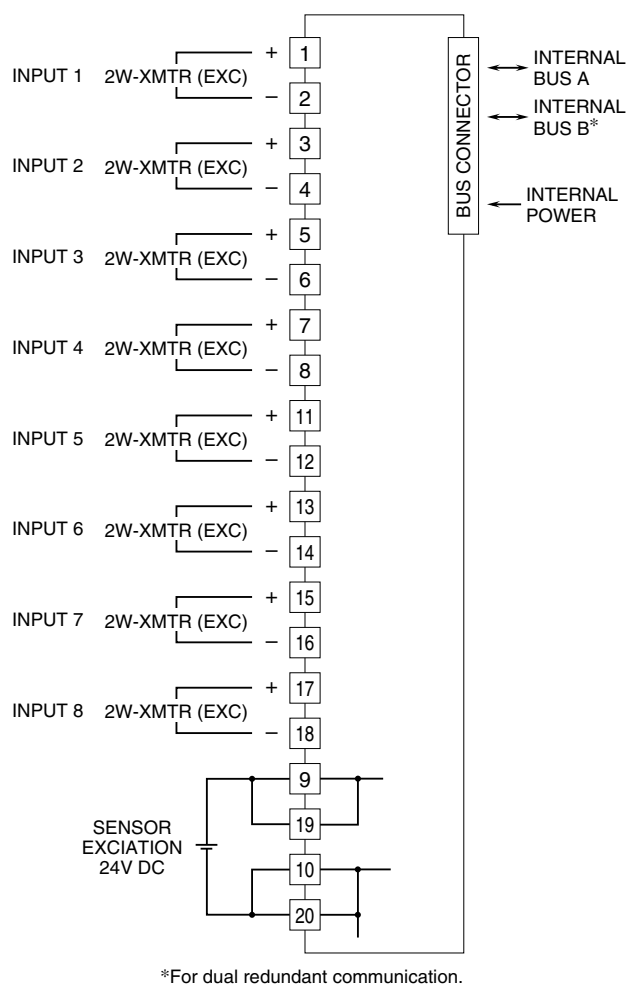 + 1
INPUT 1 2W-XMTR (EXC)
− 2
+ 3
INPUT 2 2W-XMTR (EXC)
− 4
+ 5
INPUT 3 2W-XMTR (EXC)
− 6
+ 7
INPUT 4 2W-XMTR (EXC)
− 8
+ 11
INPUT 5 2W-XMTR (EXC)
− 12
+ 13
INPUT 6 2W-XMTR (EXC)
− 14
+ 15
INPUT 7 2W-XMTR (EXC)
− 16
+ 17
INPUT 8 2W-XMTR (EXC)
− 18
9
19
SENSOR
EXCIATION
24V DC
10
20
BUS CONNECTOR
INTERNAL
BUS A
INTERNAL
BUS B*
INTERNAL
POWER
*For dual redundant communication.